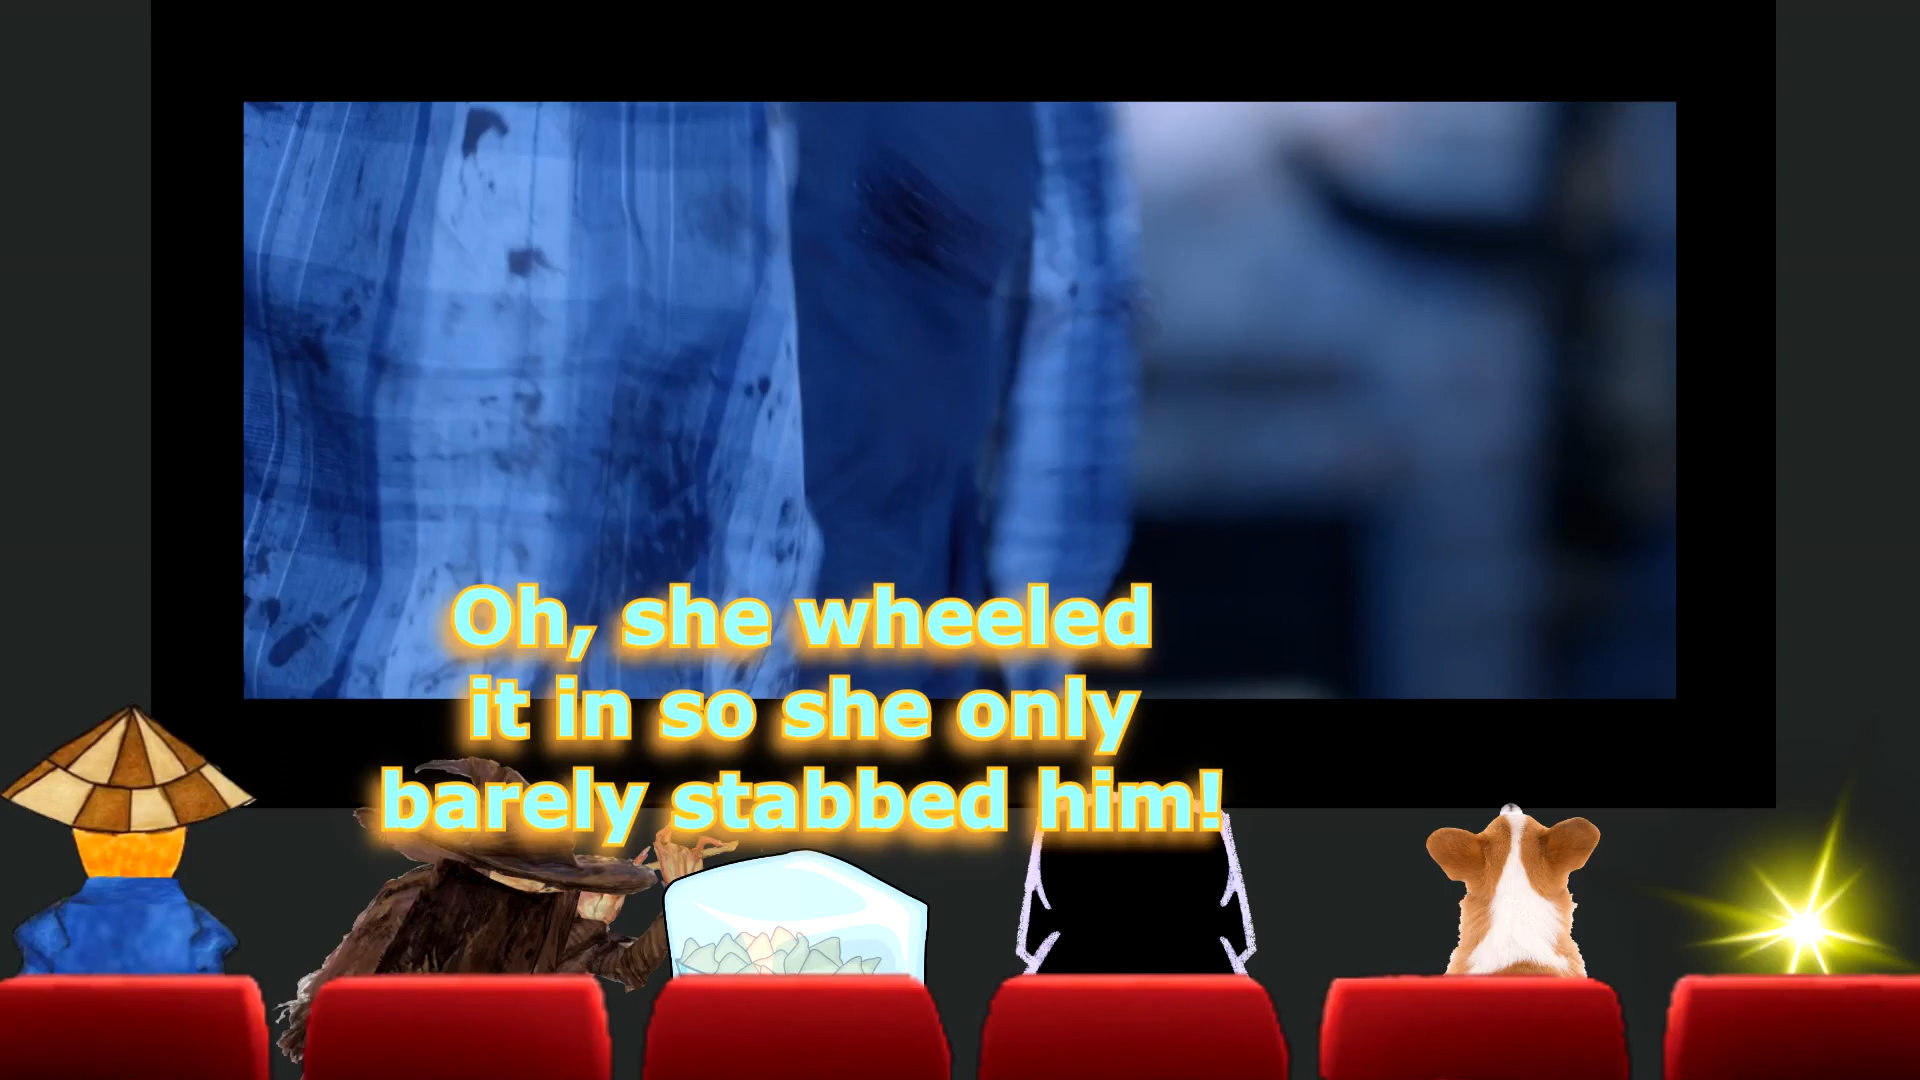 Oh, she wheeled
it in so she only
barely stabbed him!